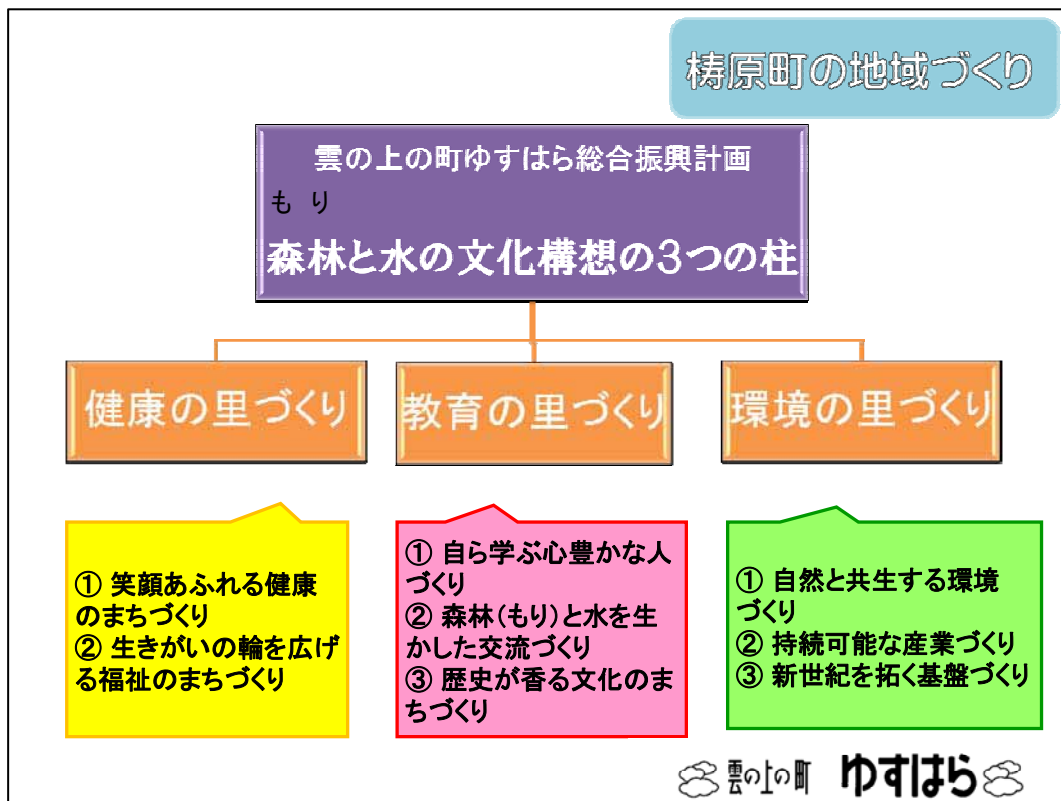 梼原町の地域づくり
雲の上の町ゆすはら総合振興計画
もり
森林と水の文化構想の3つの柱
健康の里づくり
教育の里づくり
環境の里づくり
① 笑顔あふれる健康
のまちづくり
② 生きがいの輪を広げ
る福祉のまちづくり
① 自ら学ぶ心豊かな人
づくり
② 森林(もり)と水を生
かした交流づくり
③ 歴史が香る文化のま
ちづくり
① 自然と共生する環境
づくり
② 持続可能な産業づくり
③ 新世紀を拓く基盤づくり
雲の上の町 ゆすはら